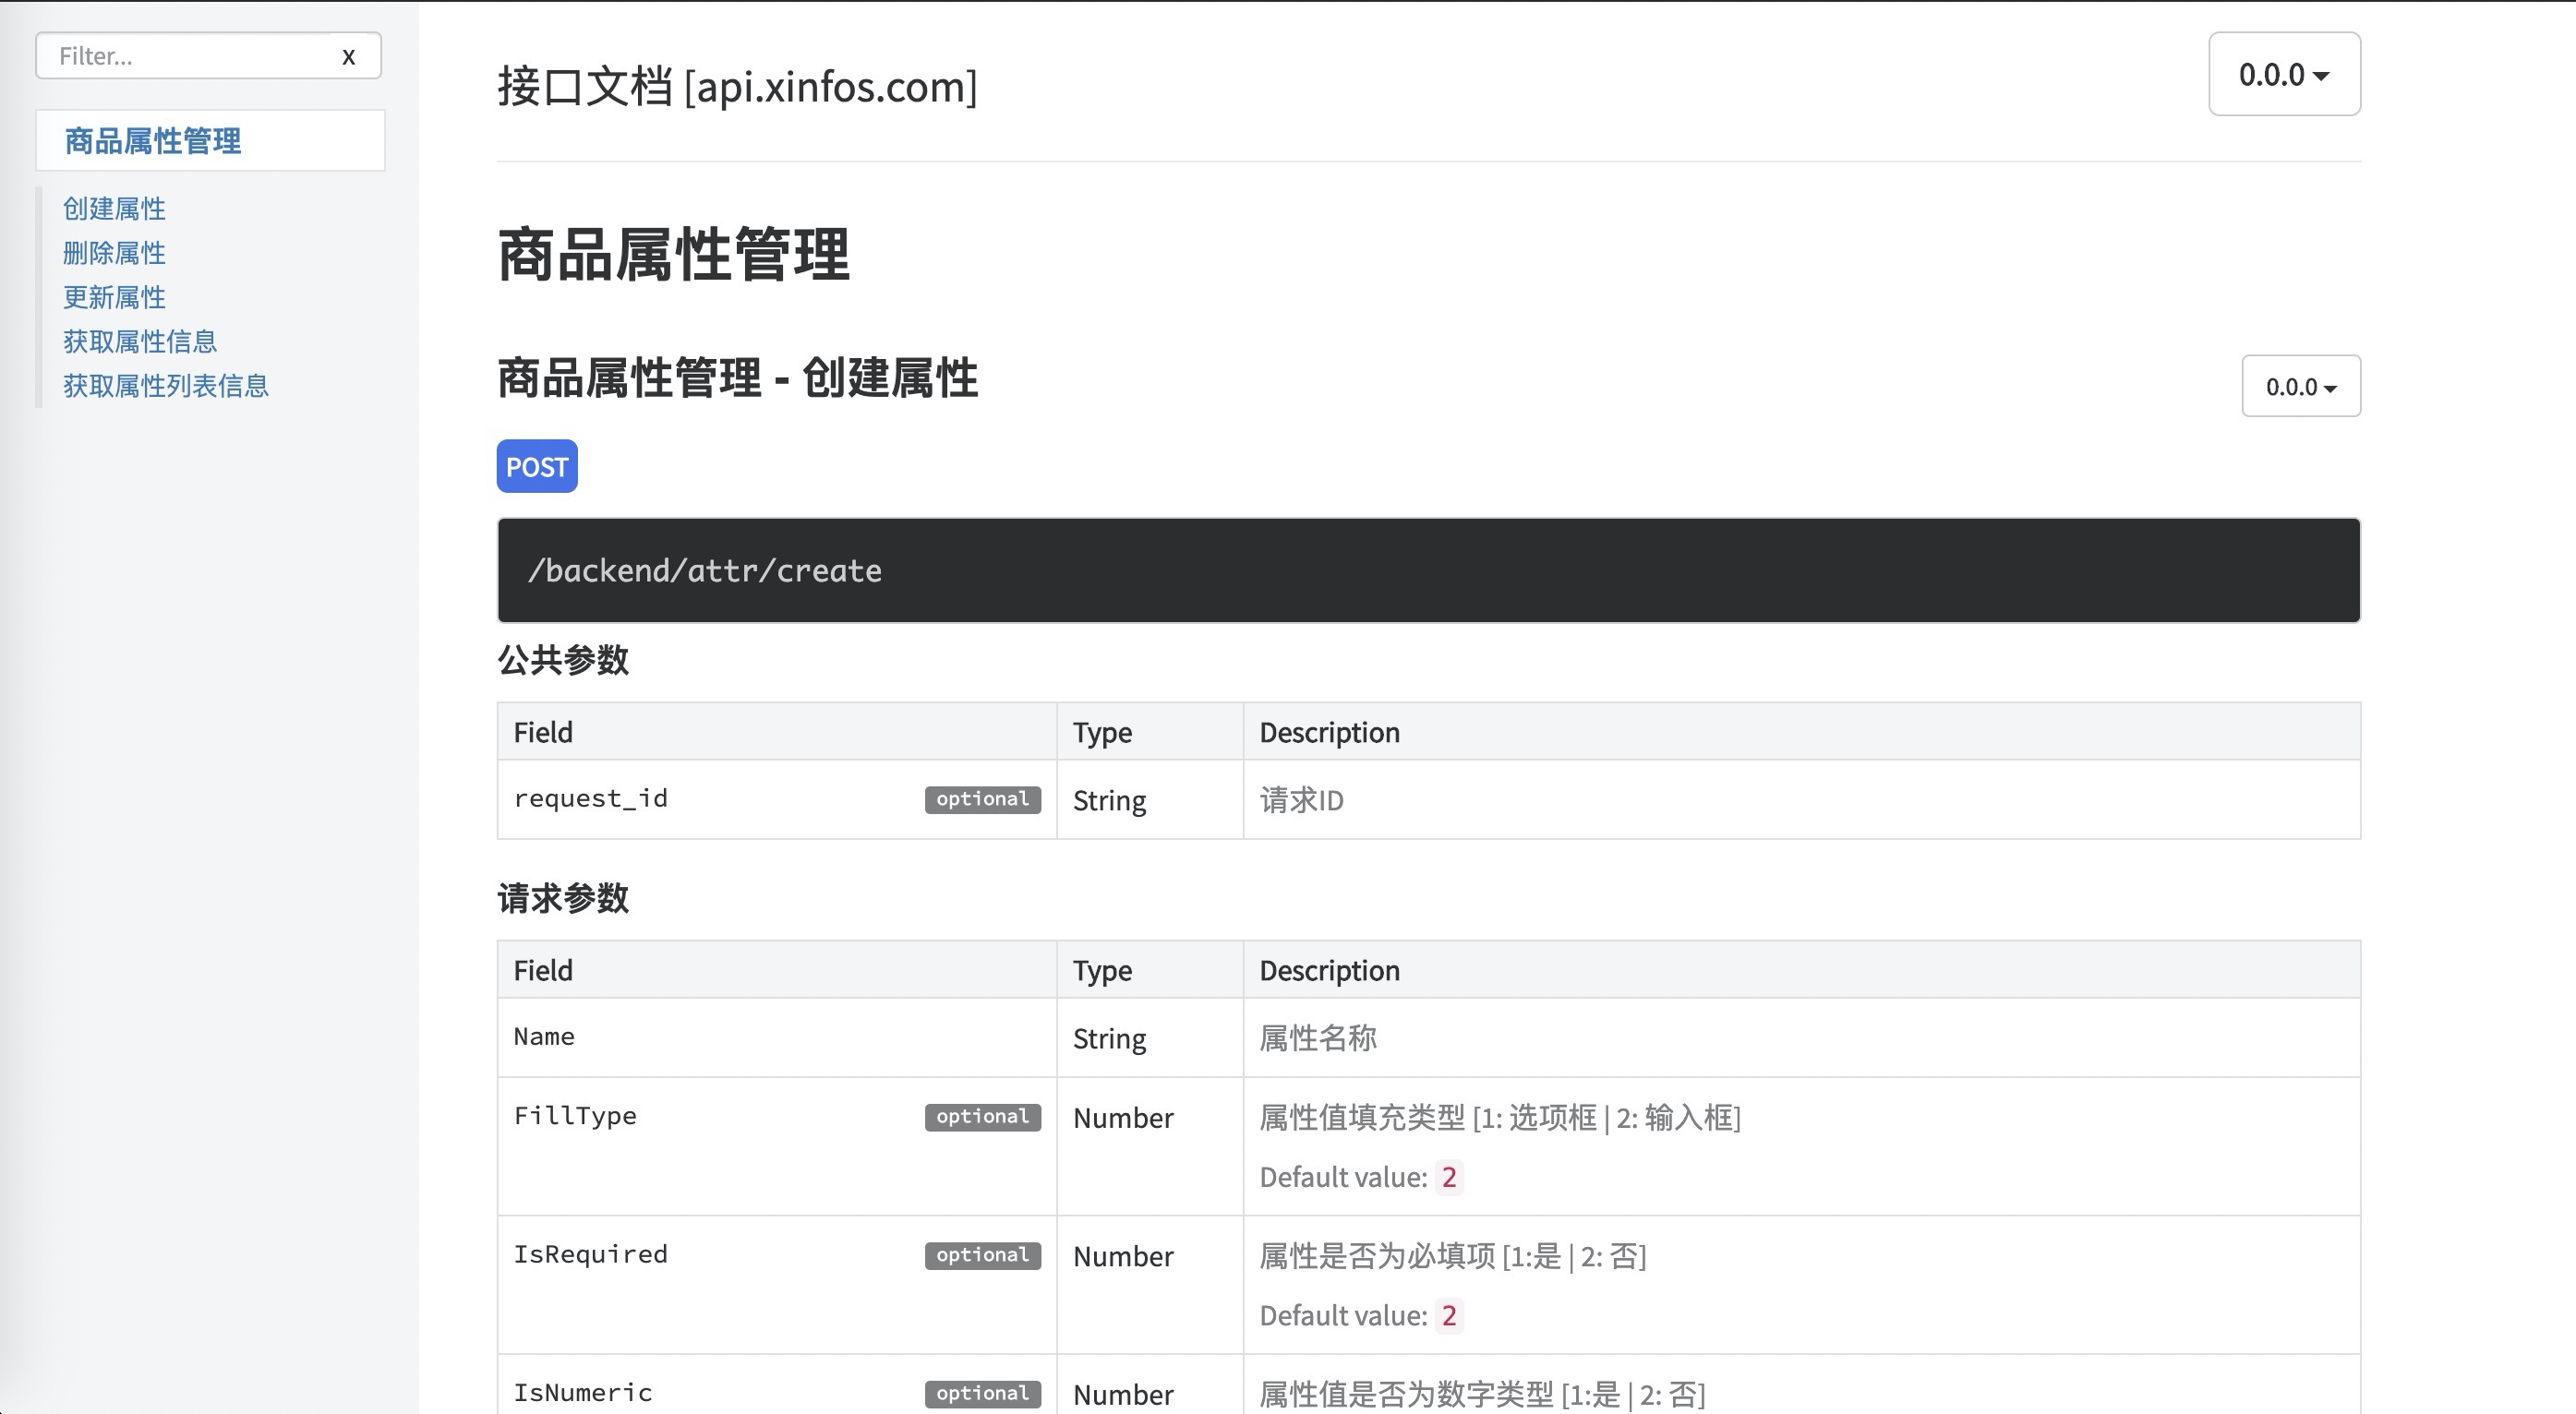 Filter...
X
商品属性管理
创建属性
删除属性
更新属性
获取属性信息
获取属性列表信息
接口文档 [api.xinfos.com]
0.0.0
商品属性管理
商品属性管理 - 创建属性
0.0.0
POST
/backend/attr/create
公共参数
Field Type Description
request_id optional String 请求ID
请求参数
Field Type Description
Name String 属性名称
FillType optional Number 属性值填充类型 [1: 选项框 | 2: 输入框]
Default value: 2
IsRequired optional Number 属性是否为必填项 [1:是 | 2: 否]
Default value: 2
IsNumeric optional Number 属性值是否为数字类型 [1:是 | 2: 否]